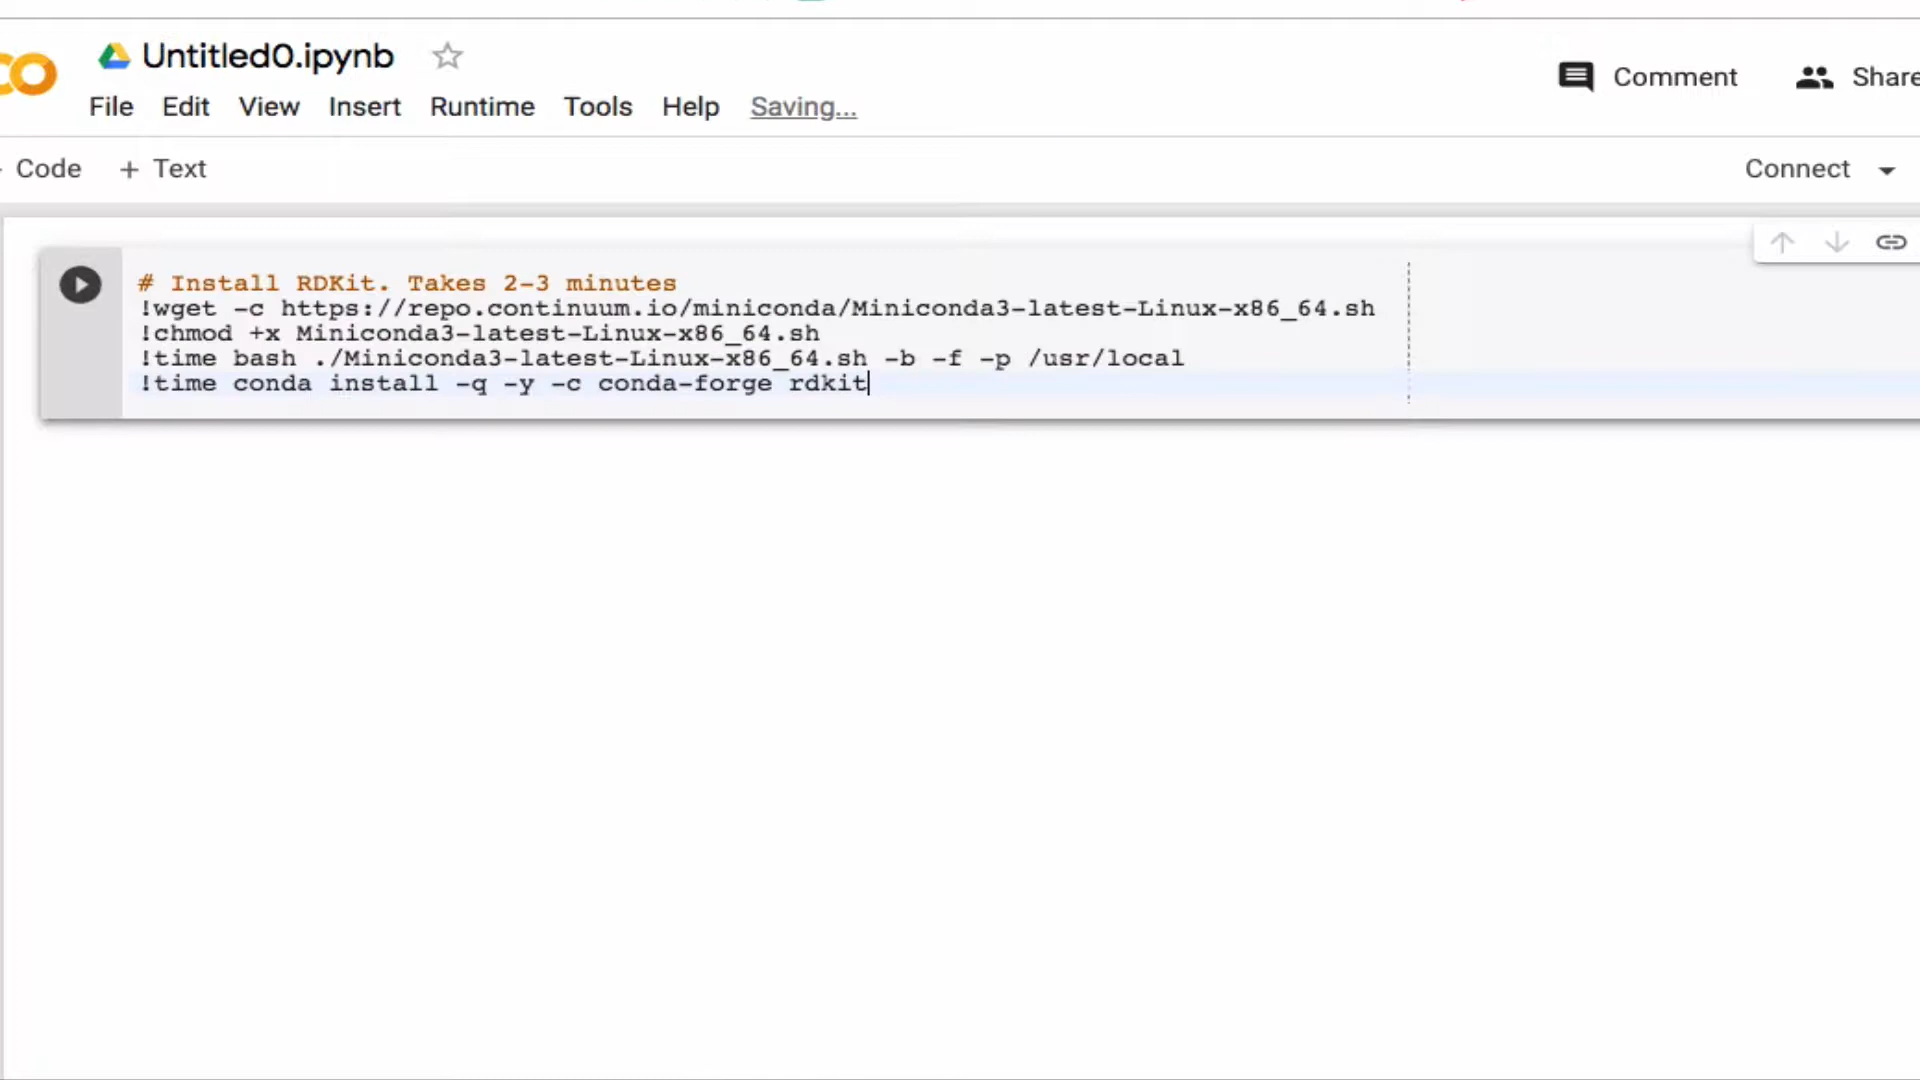 Untitled0.ipynb
Comment
Share
File Edit View Insert Runtime Tools Help Saving...
Code + Text
Connect
# Install RDKit. Takes 2-3 minutes
!wget -c https://repo.continuum.io/miniconda/Miniconda3-latest-Linux-x86_64.sh
!chmod +x Miniconda3-latest-Linux-x86_64.sh
!time bash ./Miniconda3-latest-Linux-x86_64.sh -b -f -p /usr/local
!time conda install -q -y -c conda-forge rdkit